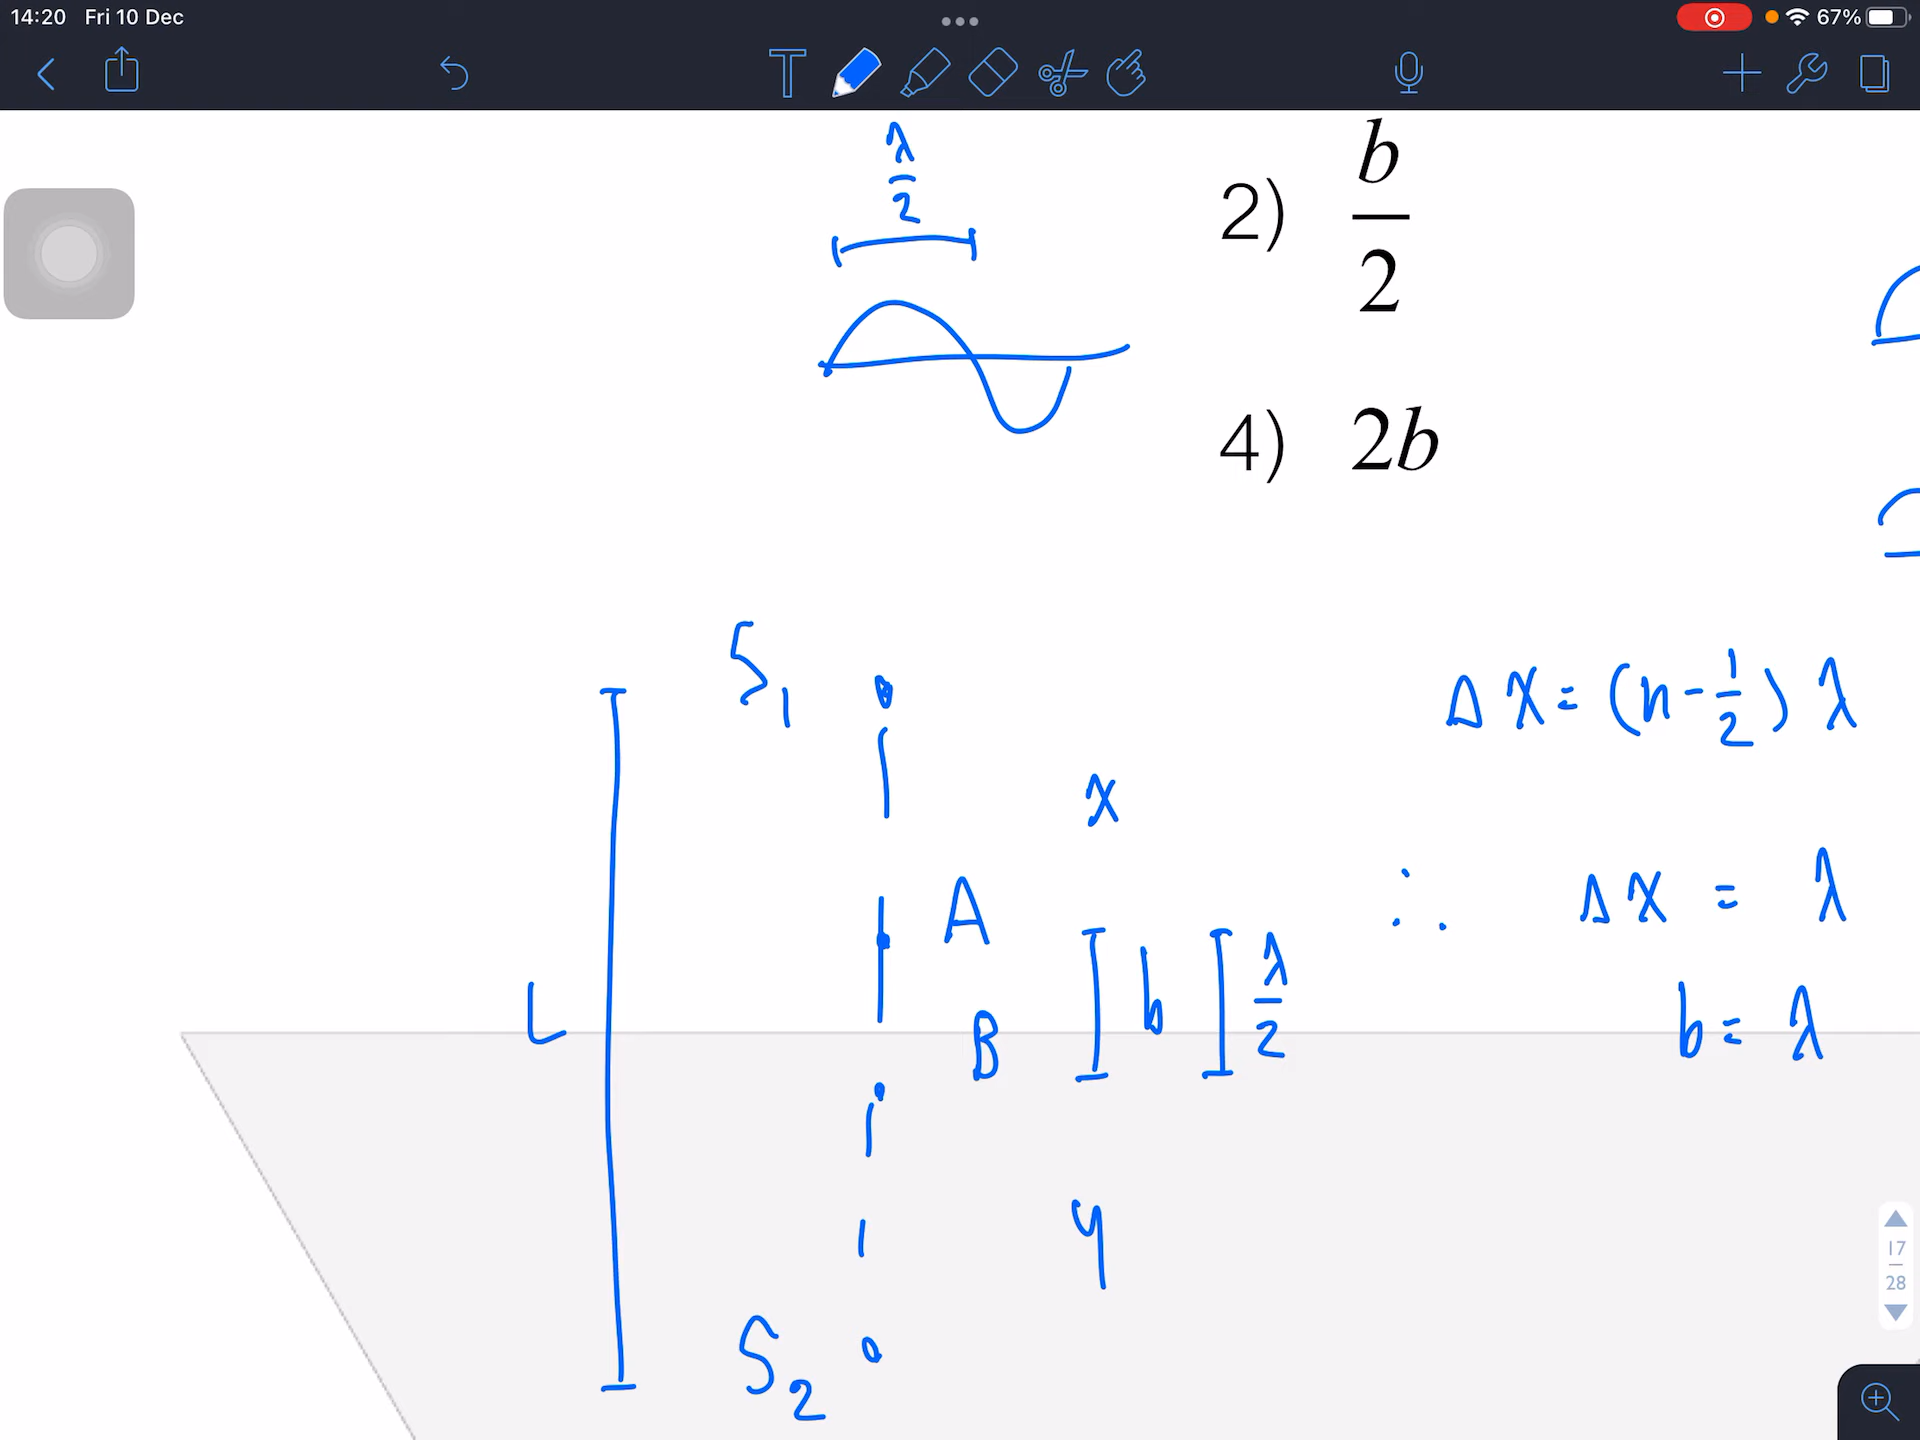 14:20 Fri 10 Dec
67%
T
λ/2
2) b/2
4) 2b
S₁
Δx = (n - 1/2) λ
x
A
∴ Δx = λ
L
B
b
λ/2
b = λ
y
17
28
S₂